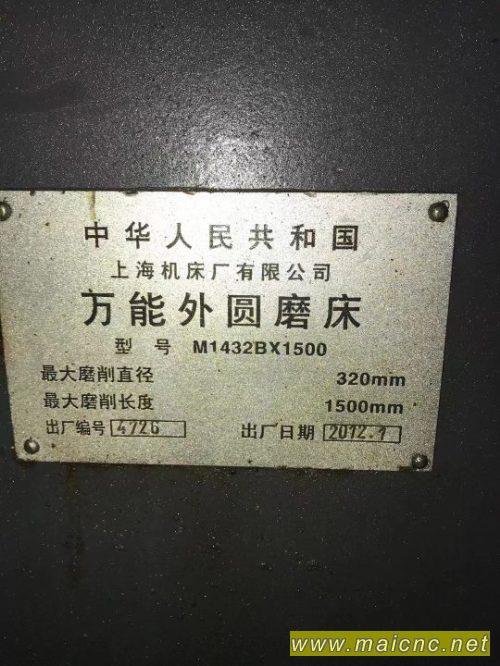 中华人民共和国
上海机床厂有限公司
万能外圆磨床
型号 M1432BX1500
最大磨削直径 320mm
最大磨削长度 1500mm
出厂编号 4726 出厂日期 2012.1
www.maicnc.net